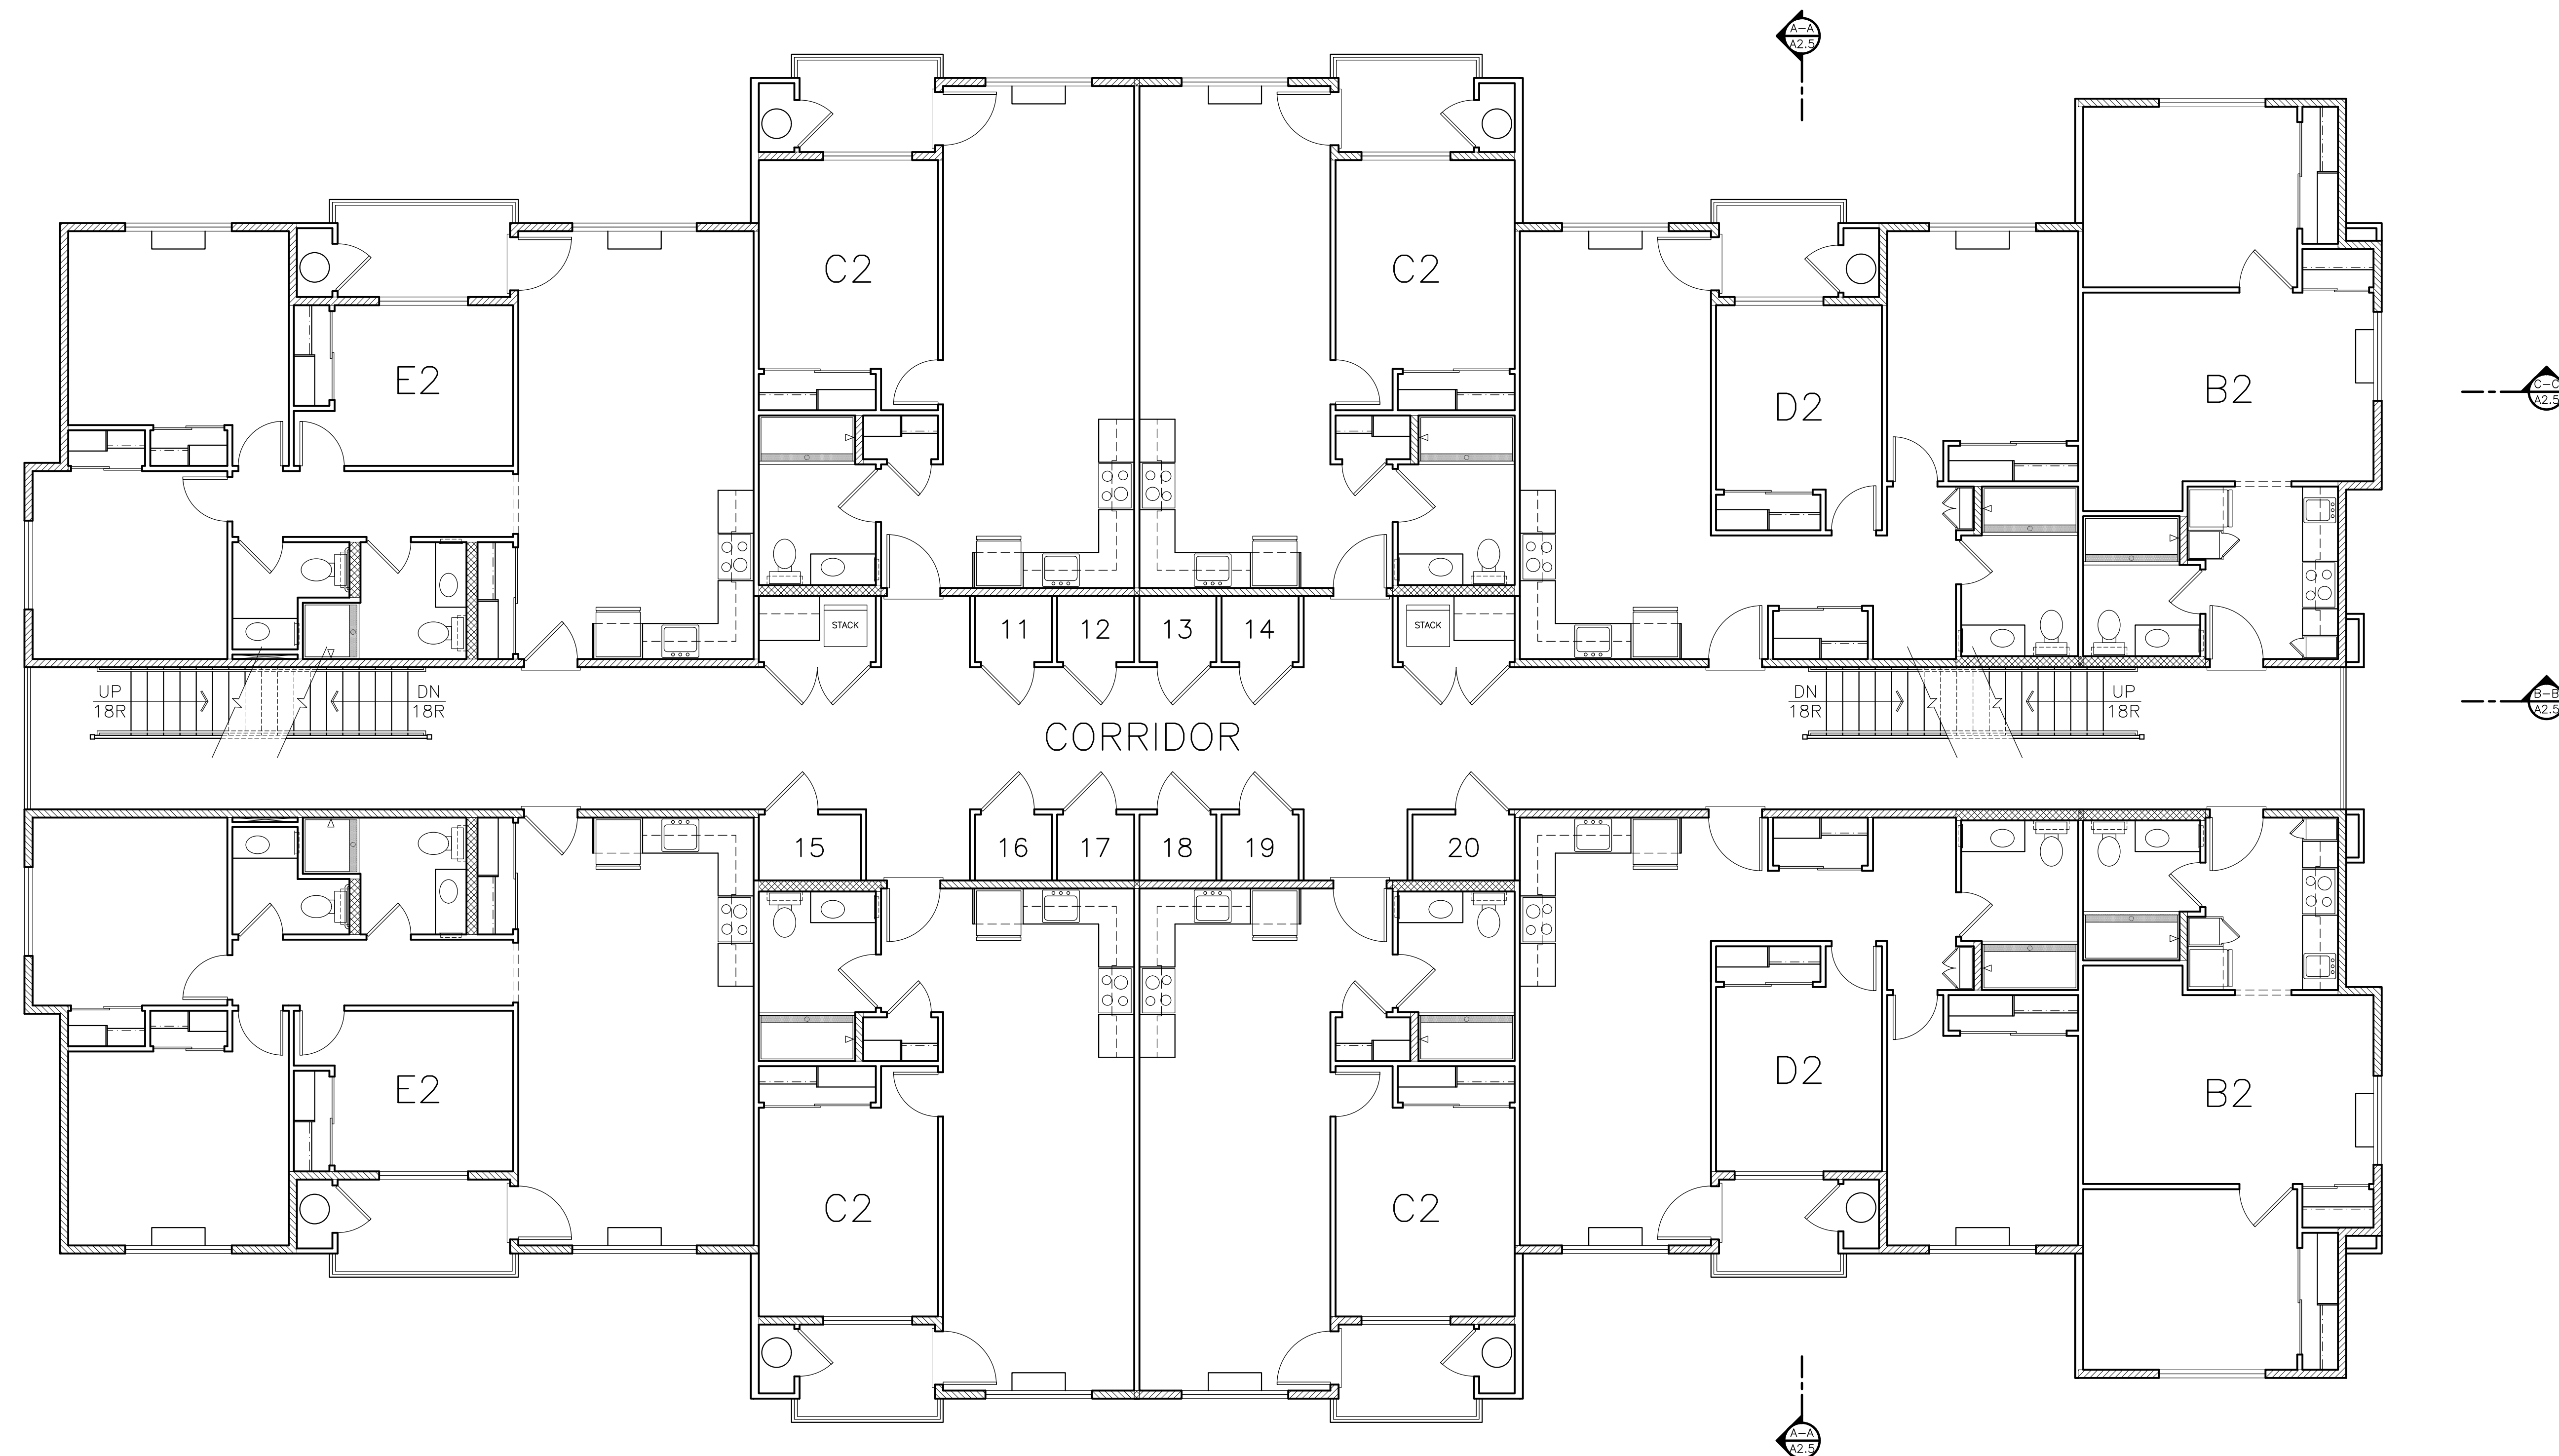 A-A
A2.5
C2
C2
E2
D2
B2
C-C
A2.5
STACK
11
12
13
14
STACK
UP
18R
DN
18R
DN
18R
UP
18R
B-B
A2.5
CORRIDOR
15
16
17
18
19
20
E2
D2
B2
C2
C2
A-A
A2.5